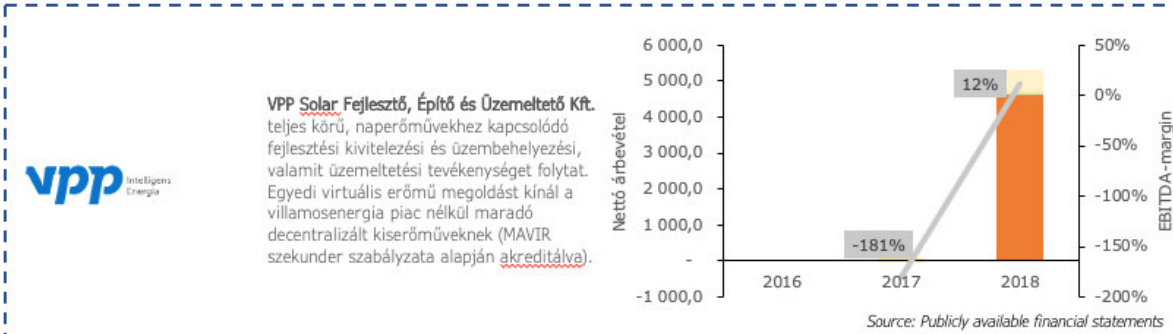 vpp Intelligens
Energia
VPP Solar Fejlesztő, Építő és Üzemeltető Kft.
teljes körű, naperőművekhez kapcsolódó
fejlesztési kivitelezési és üzembehelyezési,
valamit üzemeltetési tevékenységet folytat.
Egyedi virtuális erőmű megoldást kínál a
villamosenergia piac nélkül maradó
decentralizált kiserőműveknek (MAVIR
szekunder szabályzata alapján akreditálva).
Nettó árbevétel
6 000,0
5 000,0
4 000,0
3 000,0
2 000,0
1 000,0
-
-1 000,0
12%
-181%
2016
2017
2018
50%
0%
-50%
-100%
-150%
-200%
EBITDA-margin
Source: Publicly available financial statements